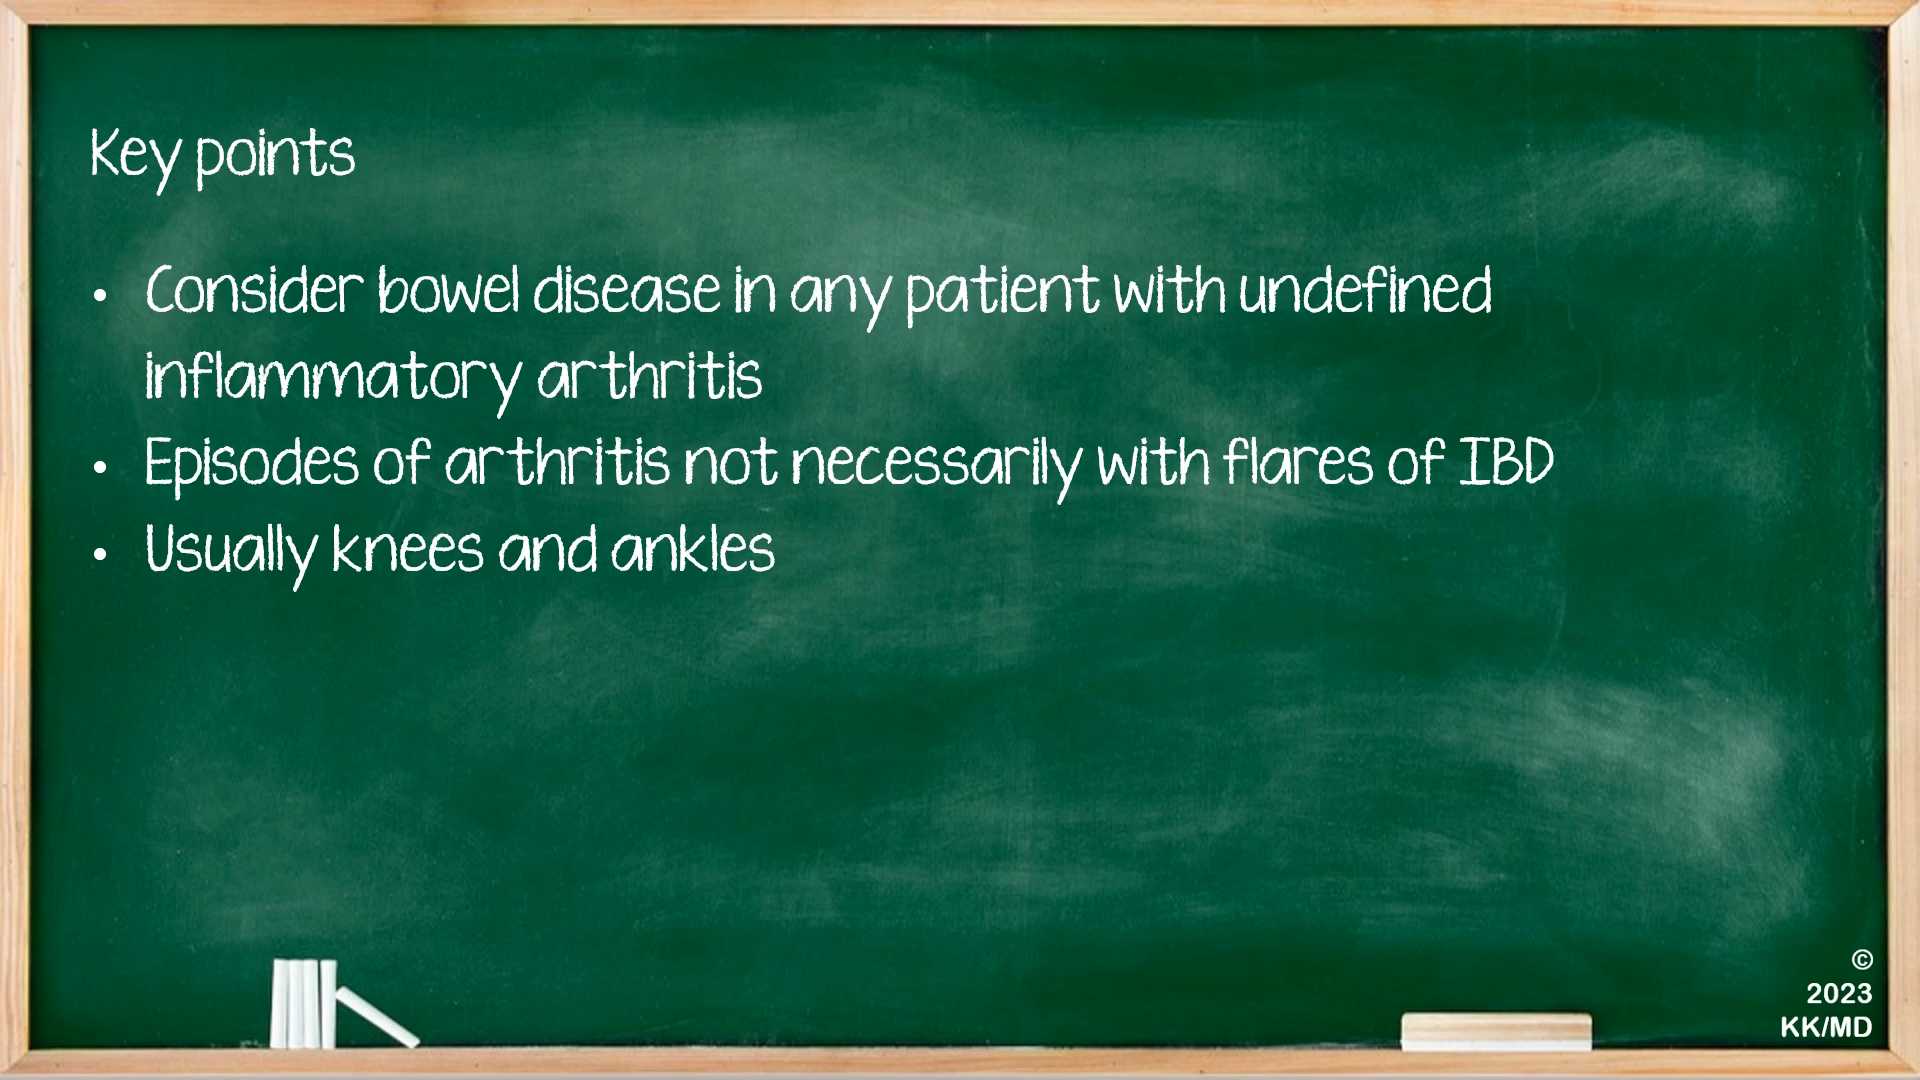 Key points
• Consider bowel disease in any patient with undefined
inflammatory arthritis
• Episodes of arthritis not necessarily with flares of IBD
• Usually knees and ankles
©
2023
KK/MD